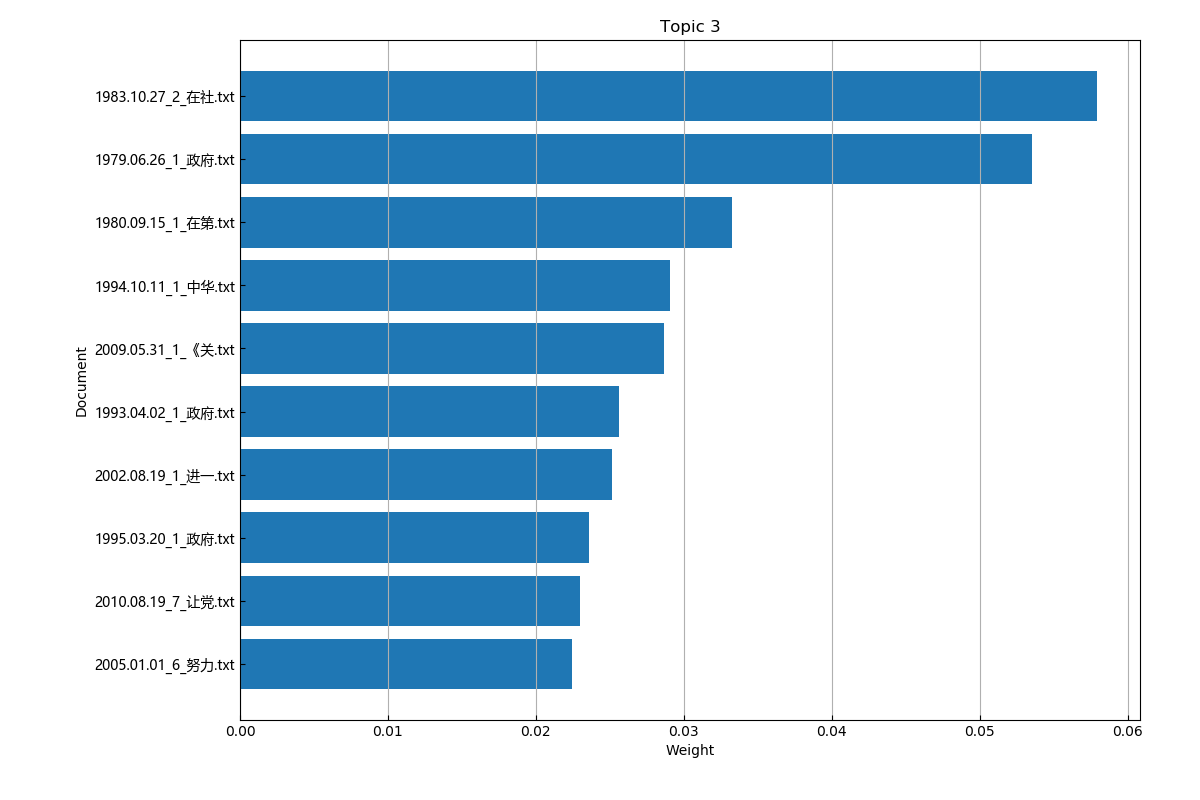 Topic 3
1983.10.27_2_在社.txt
1979.06.26_1_政府.txt
1980.09.15_1_在第.txt
1994.10.11_1_中华.txt
2009.05.31_1_《关.txt
1993.04.02_1_政府.txt
2002.08.19_1_进一.txt
1995.03.20_1_政府.txt
2010.08.19_7_让党.txt
2005.01.01_6_努力.txt
Document
0.00 0.01 0.02 0.03 0.04 0.05 0.06
Weight